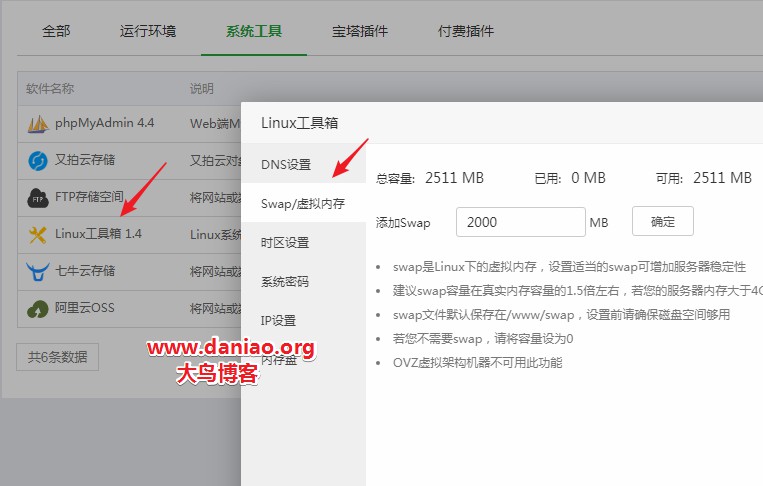 全部 运行环境 系统工具 宝塔插件 付费插件
软件名称 说明
phpMyAdmin 4.4 Web端M
又拍云存储 又拍云对
FTP存储空间 将网站或
Linux工具箱 1.4 Linux系统
七牛云存储 将网站或
阿里云OSS 将网站或
共6条数据
www.daniao.org
大鸟博客
Linux工具箱
DNS设置
Swap/虚拟内存
时区设置
系统密码
IP设置
内存盘
总容量: 2511 MB 已用: 0 MB 可用: 2511 MB
添加Swap 2000 MB 确定
swap是Linux下的虚拟内存，设置适当的swap可增加服务器稳定性
建议swap容量在真实内存容量的1.5倍左右，若您的服务器内存大于4G
swap文件默认保存在/www/swap，设置前请确保磁盘空间够用
若您不需要swap，请将容量设为0
OVZ虚拟架构机器不可用此功能